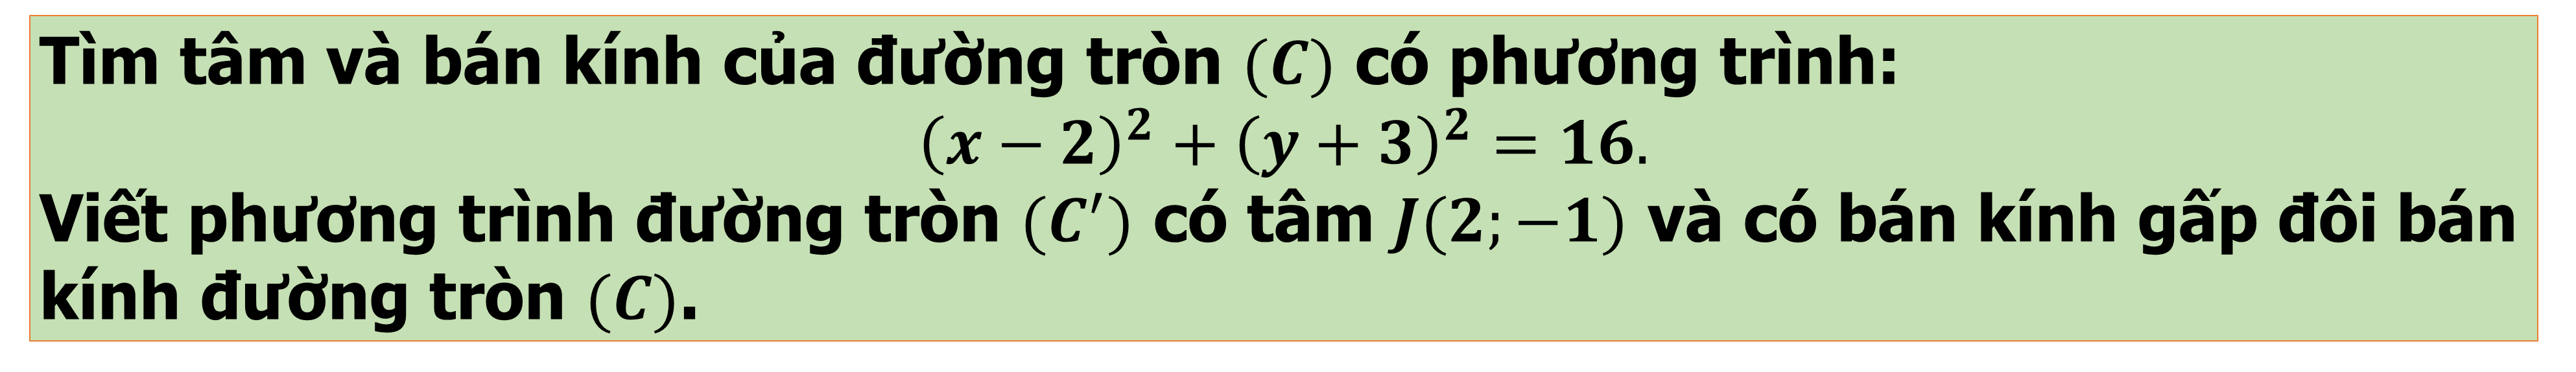 Tìm tâm và bán kính của đường tròn (C) có phương trình:
(x − 2)² + (y + 3)² = 16.
Viết phương trình đường tròn (C′) có tâm J(2; −1) và có bán kính gấp đôi bán
kính đường tròn (C).